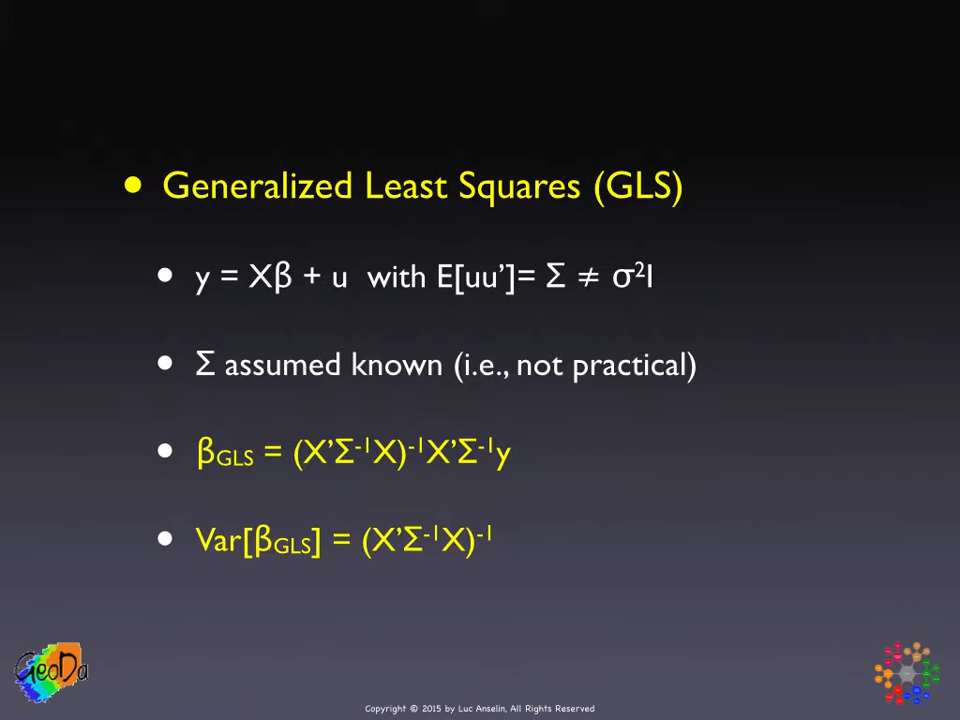 • Generalized Least Squares (GLS)
• y = Xβ + u with E[uu’]= Σ ≠ σ²I
• Σ assumed known (i.e., not practical)
• βGLS = (X’Σ⁻¹X)⁻¹X’Σ⁻¹y
• Var[βGLS] = (X’Σ⁻¹X)⁻¹
GeoDa
Copyright © 2015 by Luc Anselin, All Rights Reserved